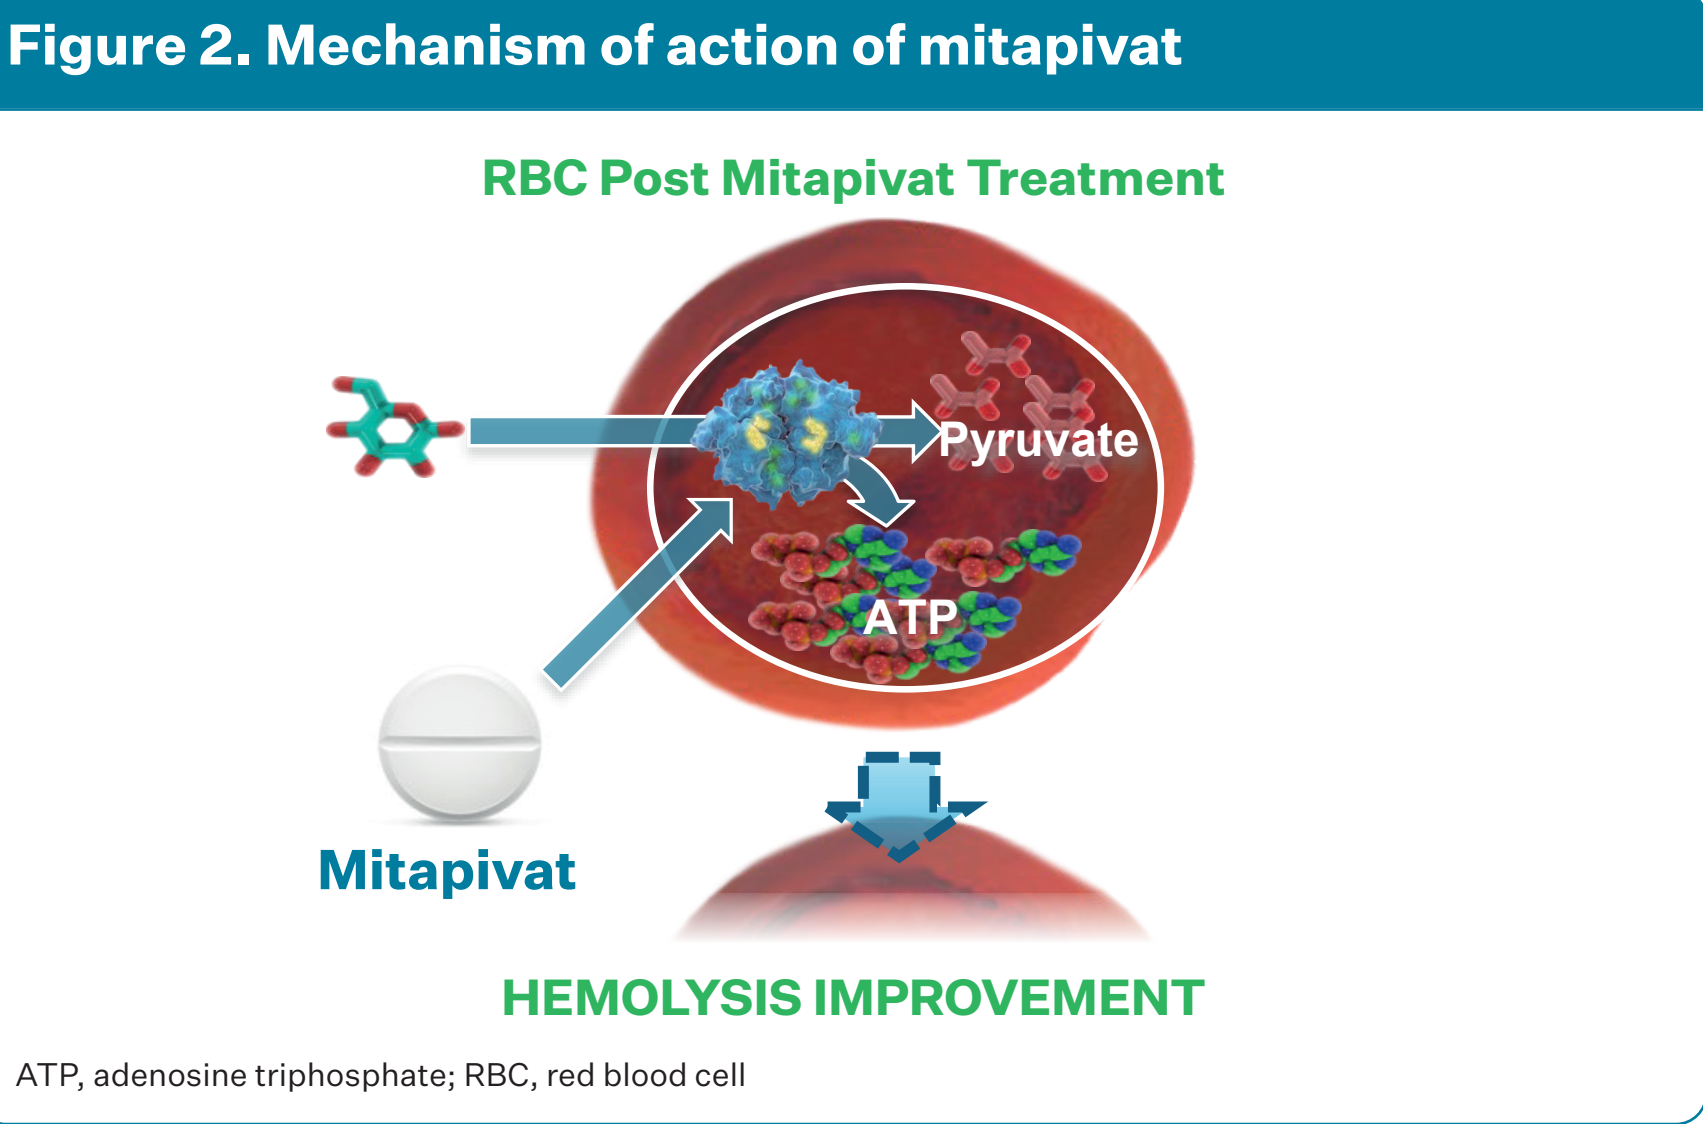 Figure 2. Mechanism of action of mitapivat
RBC Post Mitapivat Treatment
Pyruvate
ATP
Mitapivat
HEMOLYSIS IMPROVEMENT
ATP, adenosine triphosphate; RBC, red blood cell